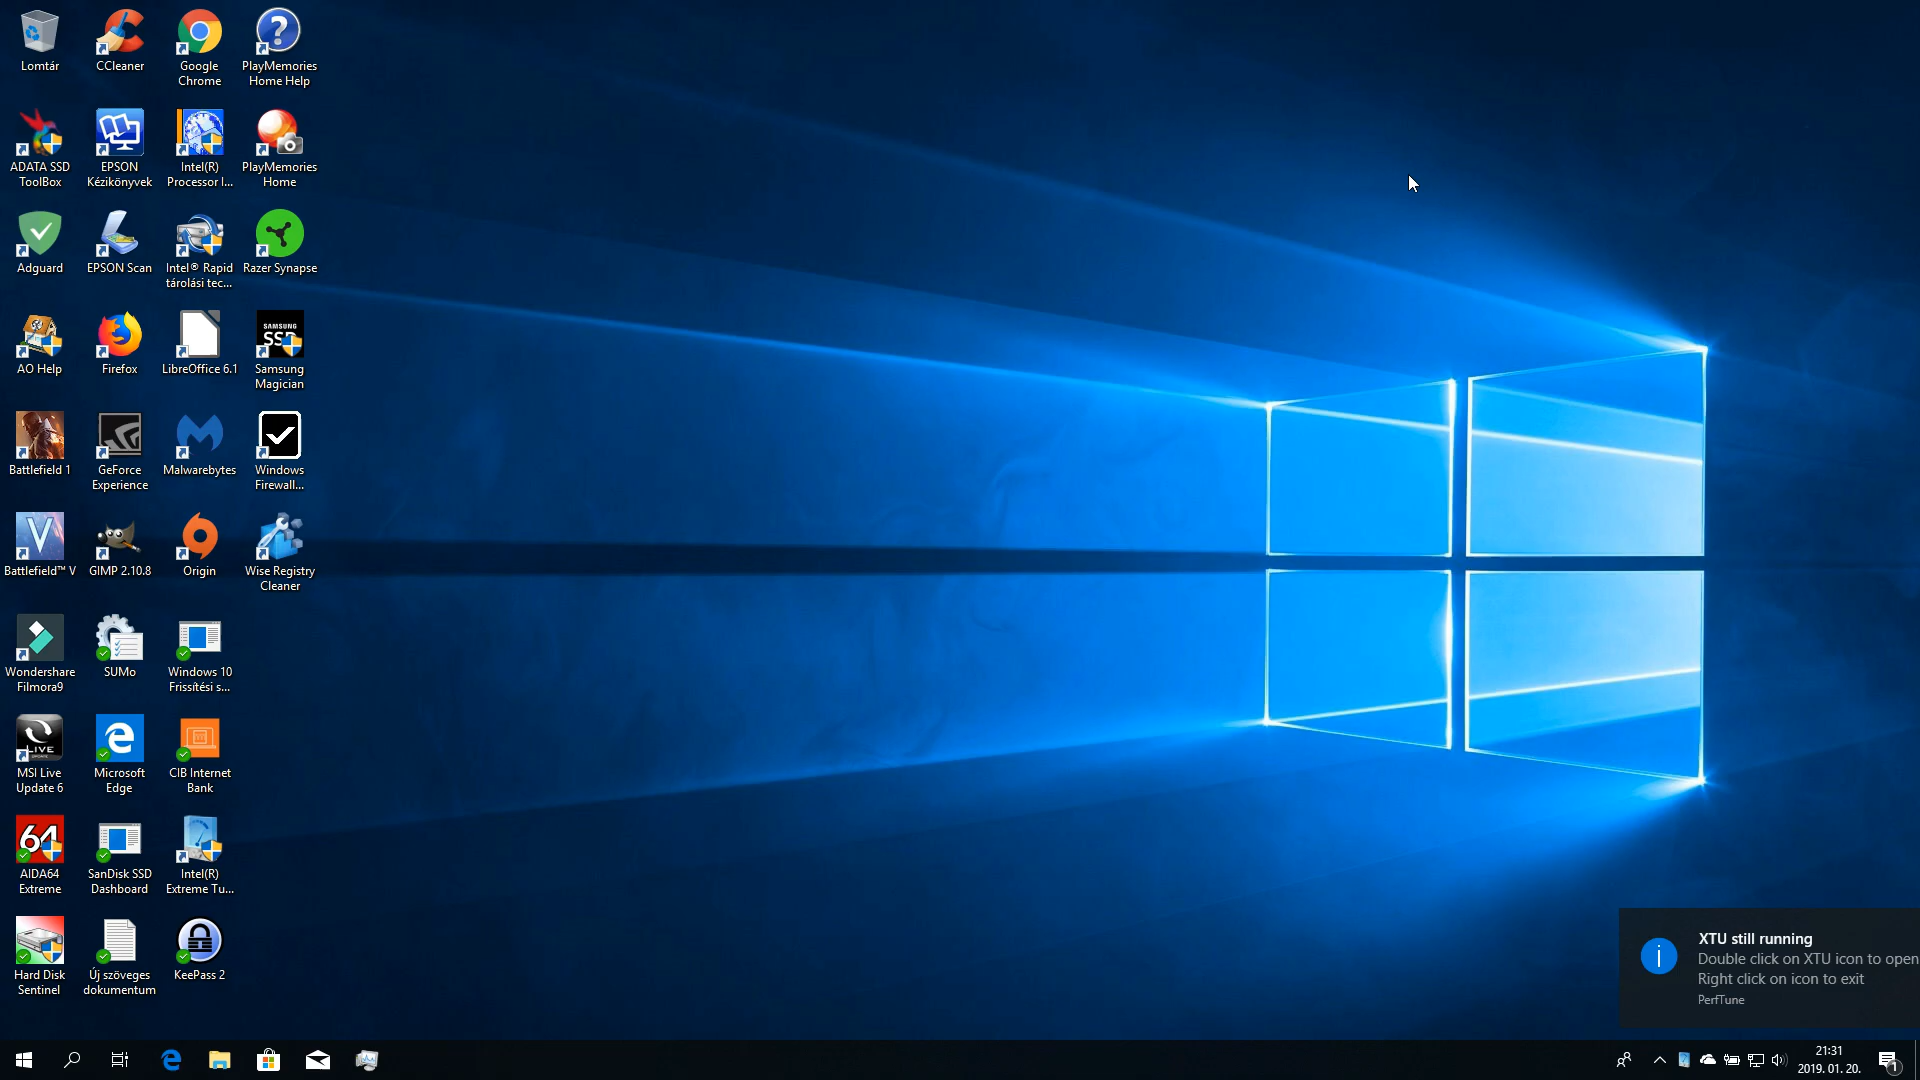 Lomtár
CCleaner
Google
Chrome
PlayMemories
Home Help
ADATA SSD
ToolBox
EPSON
Kézikönyvek
Intel(R)
Processor I...
PlayMemories
Home
Adguard
EPSON Scan
Intel® Rapid
tárolási tec...
Razer Synapse
AO Help
Firefox
LibreOffice 6.1
SAMSUNG
SSD
Samsung
Magician
Battlefield 1
GeForce
Experience
Malwarebytes
Windows
Firewall...
V
Battlefield™ V
GIMP 2.10.8
Origin
Wise Registry
Cleaner
Wondershare
Filmora9
SUMo
Windows 10
Frissítési s...
LIVE
MSI Live
Update 6
Microsoft
Edge
CIB Internet
Bank
64
AIDA64
Extreme
SanDisk SSD
Dashboard
Intel(R)
Extreme Tu...
Hard Disk
Sentinel
Új szöveges
dokumentum
KeePass 2
XTU still running
Double click on XTU icon to open
Right click on icon to exit
PerfTune
21:31
2019. 01. 20.
1